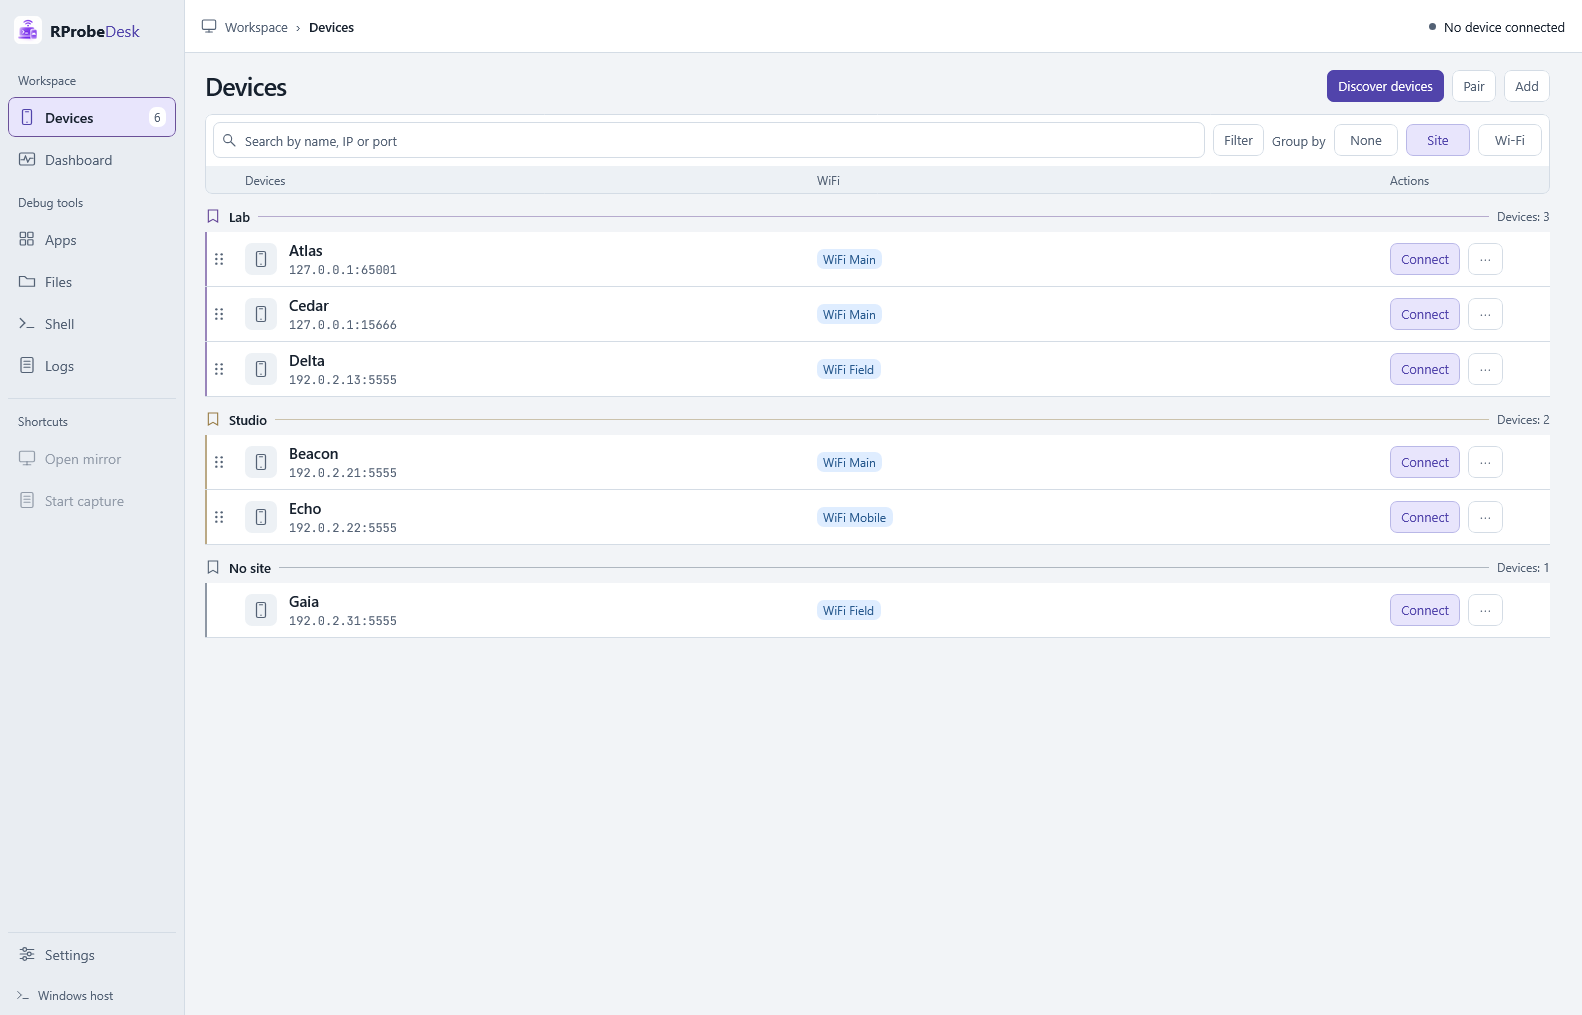 RProbeDesk
Workspace
Devices 6
Dashboard
Debug tools
Apps
Files
Shell
Logs
Shortcuts
Open mirror
Start capture
Settings
Windows host
Workspace › Devices
No device connected
Devices
Discover devices Pair Add
Search by name, IP or port Filter Group by None Site Wi-Fi
Devices WiFi Actions
Lab Devices: 3
Atlas
127.0.0.1:65001
WiFi Main Connect ...
Cedar
127.0.0.1:15666
WiFi Main Connect ...
Delta
192.0.2.13:5555
WiFi Field Connect ...
Studio Devices: 2
Beacon
192.0.2.21:5555
WiFi Main Connect ...
Echo
192.0.2.22:5555
WiFi Mobile Connect ...
No site Devices: 1
Gaia
192.0.2.31:5555
WiFi Field Connect ...